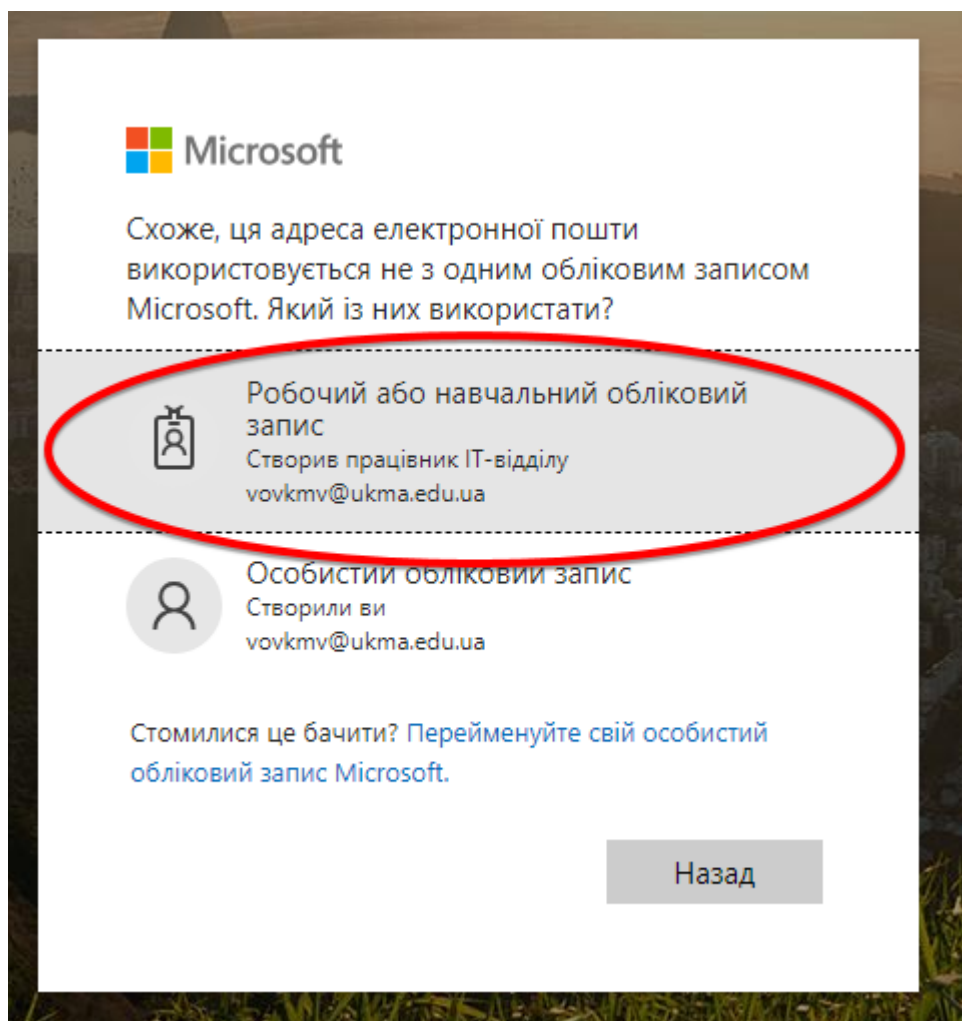 Microsoft
Схоже, ця адреса електронної пошти
використовується не з одним обліковим записом
Microsoft. Який із них використати?
Робочий або навчальний обліковий
запис
Створив працівник ІТ-відділу
vovkmv@ukma.edu.ua
Особистий обліковий запис
Створили ви
vovkmv@ukma.edu.ua
Стомилися це бачити? Перейменуйте свій особистий
обліковий запис Microsoft.
Назад